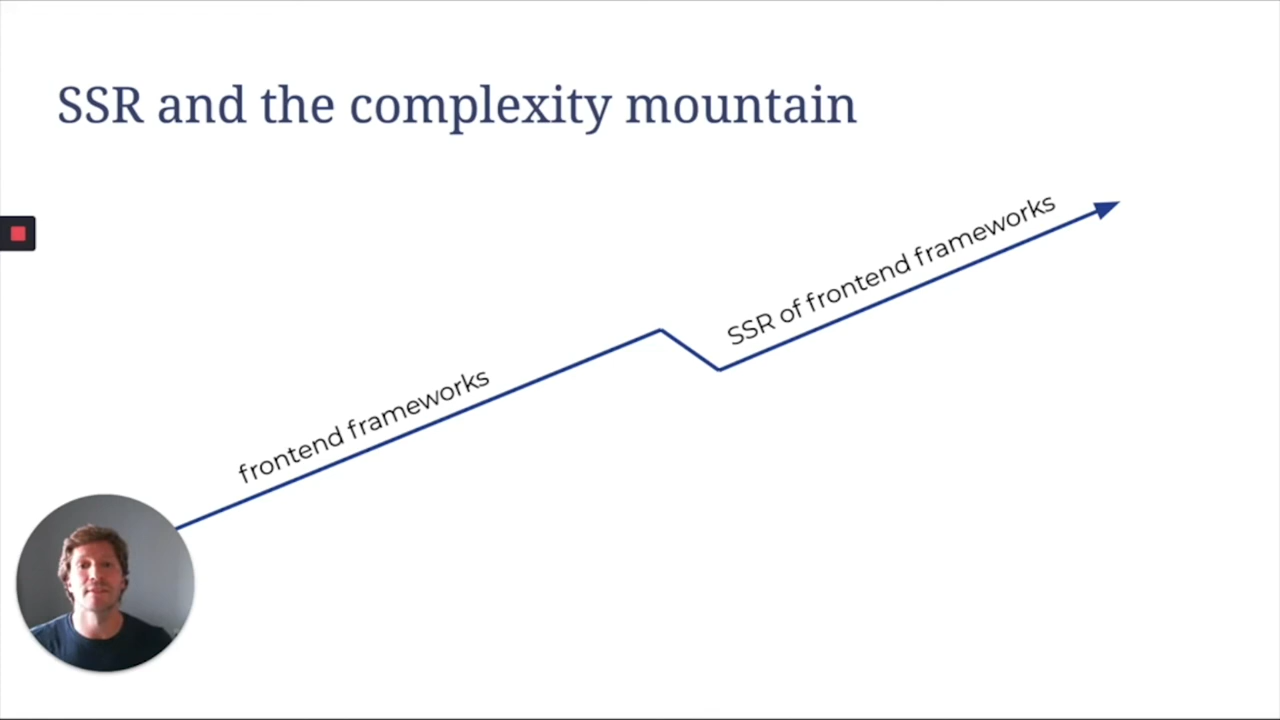 SSR and the complexity mountain
SSR of frontend frameworks
frontend frameworks